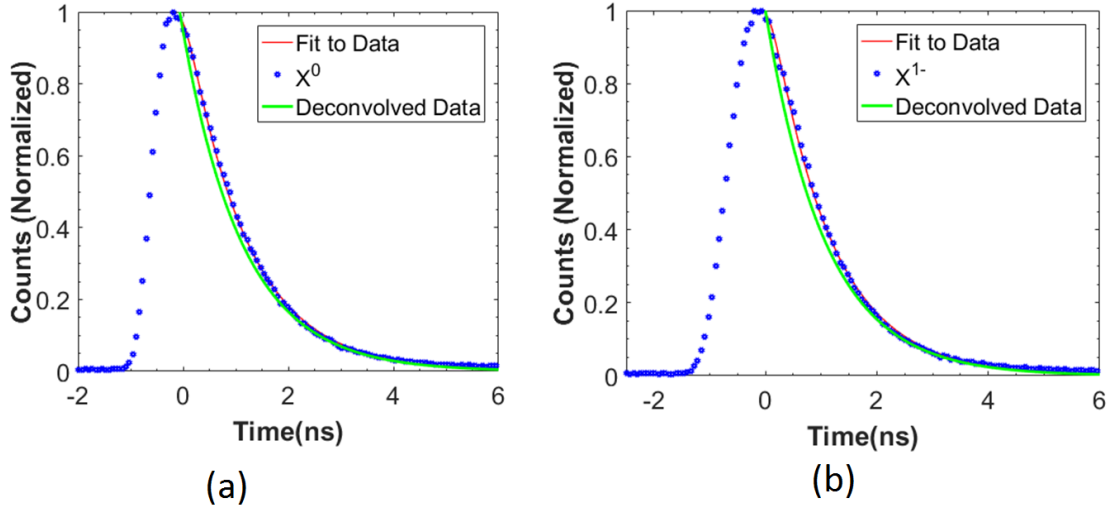 1
0.8
0.6
0.4
0.2
0
-2
0
2
4
6
Counts (Normalized)
Time(ns)
Fit to Data
X⁰
Deconvolved Data
(a)
1
0.8
0.6
0.4
0.2
0
-2
0
2
4
6
Counts (Normalized)
Time(ns)
Fit to Data
X¹⁻
Deconvolved Data
(b)